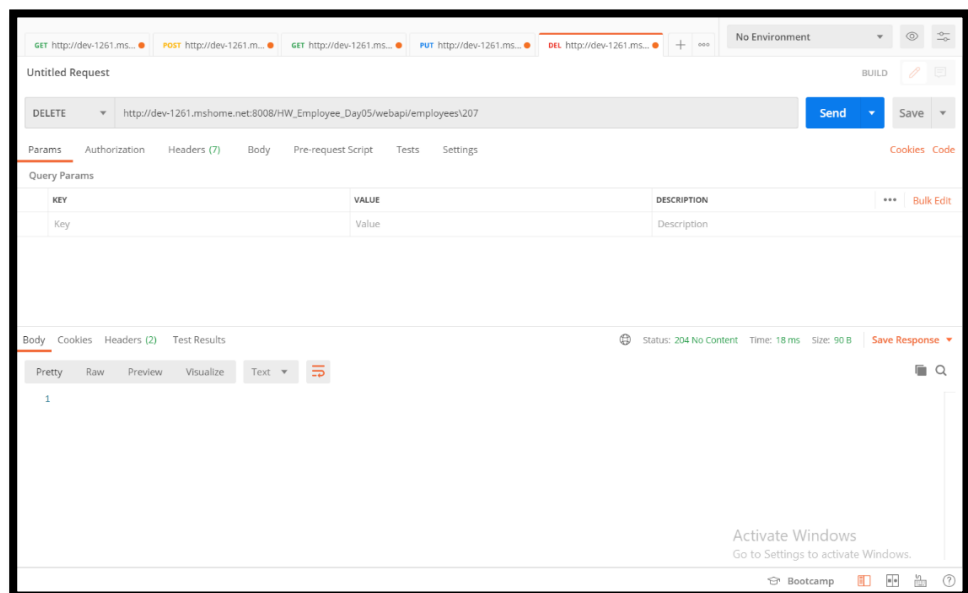 GET http://dev-1261.ms... POST http://dev-1261.m... GET http://dev-1261.ms... PUT http://dev-1261.ms... DEL http://dev-1261.ms... + ooo No Environment
Untitled Request BUILD
DELETE http://dev-1261.mshome.net:8008/HW_Employee_Day05/webapi/employees\207 Send Save
Params Authorization Headers (7) Body Pre-request Script Tests Settings Cookies Code
Query Params
KEY VALUE DESCRIPTION ••• Bulk Edit
Key Value Description
Body Cookies Headers (2) Test Results Status: 204 No Content Time: 18 ms Size: 90 B Save Response
Pretty Raw Preview Visualize Text
1
Activate Windows
Go to Settings to activate Windows.
Bootcamp ?